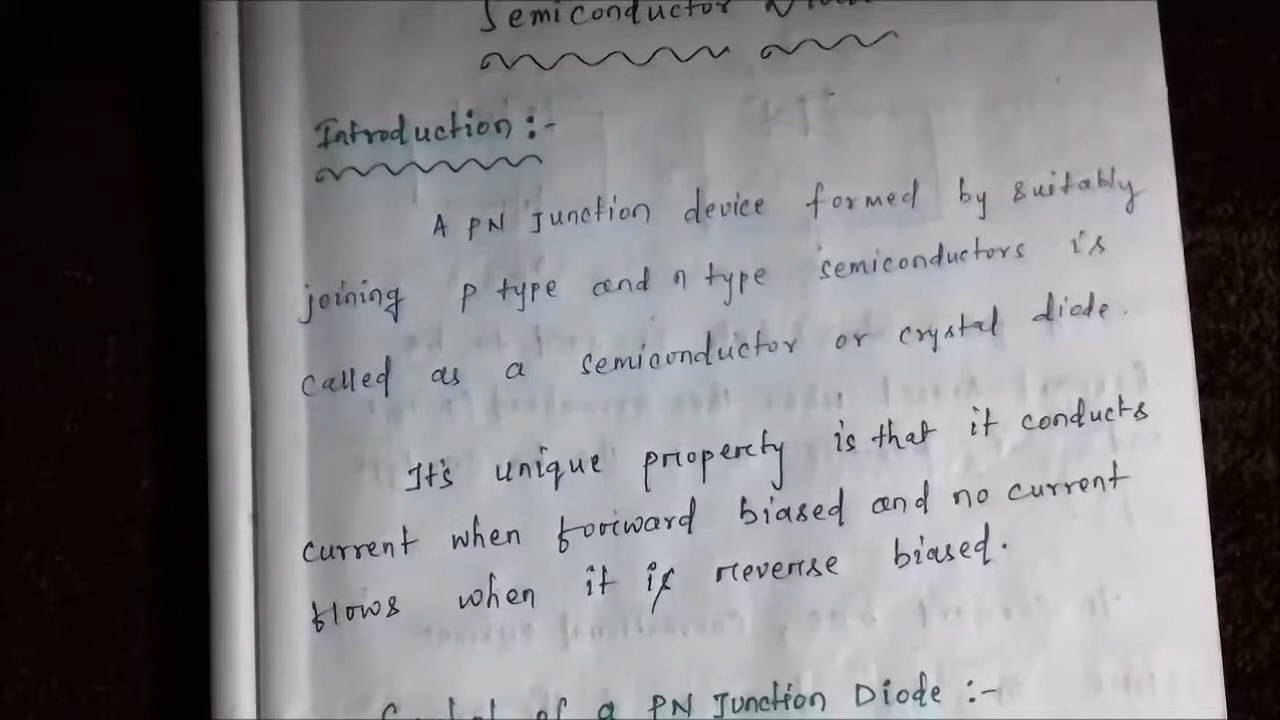 Semiconductor Diode
Introduction :-
A PN Junction device formed by suitably
joining p type and n type semiconductors is
called as a semiconductor or crystal diode.
It's unique property is that it conducts
current when forward biased and no current
flows when it is reverse biased.
of a PN Junction Diode :-